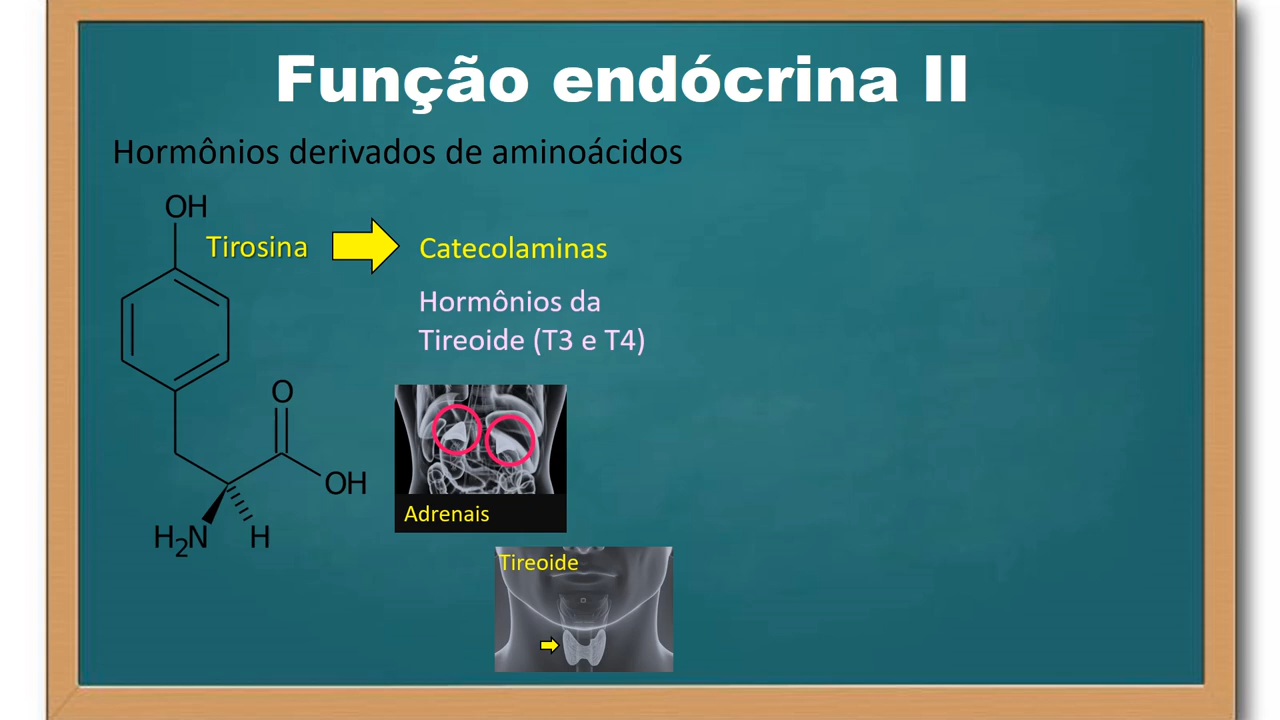 Função endócrina II
Hormônios derivados de aminoácidos
OH
Tirosina
Catecolaminas
Hormônios da
Tireoide (T3 e T4)
O
OH
H2N
H
Adrenais
Tireoide